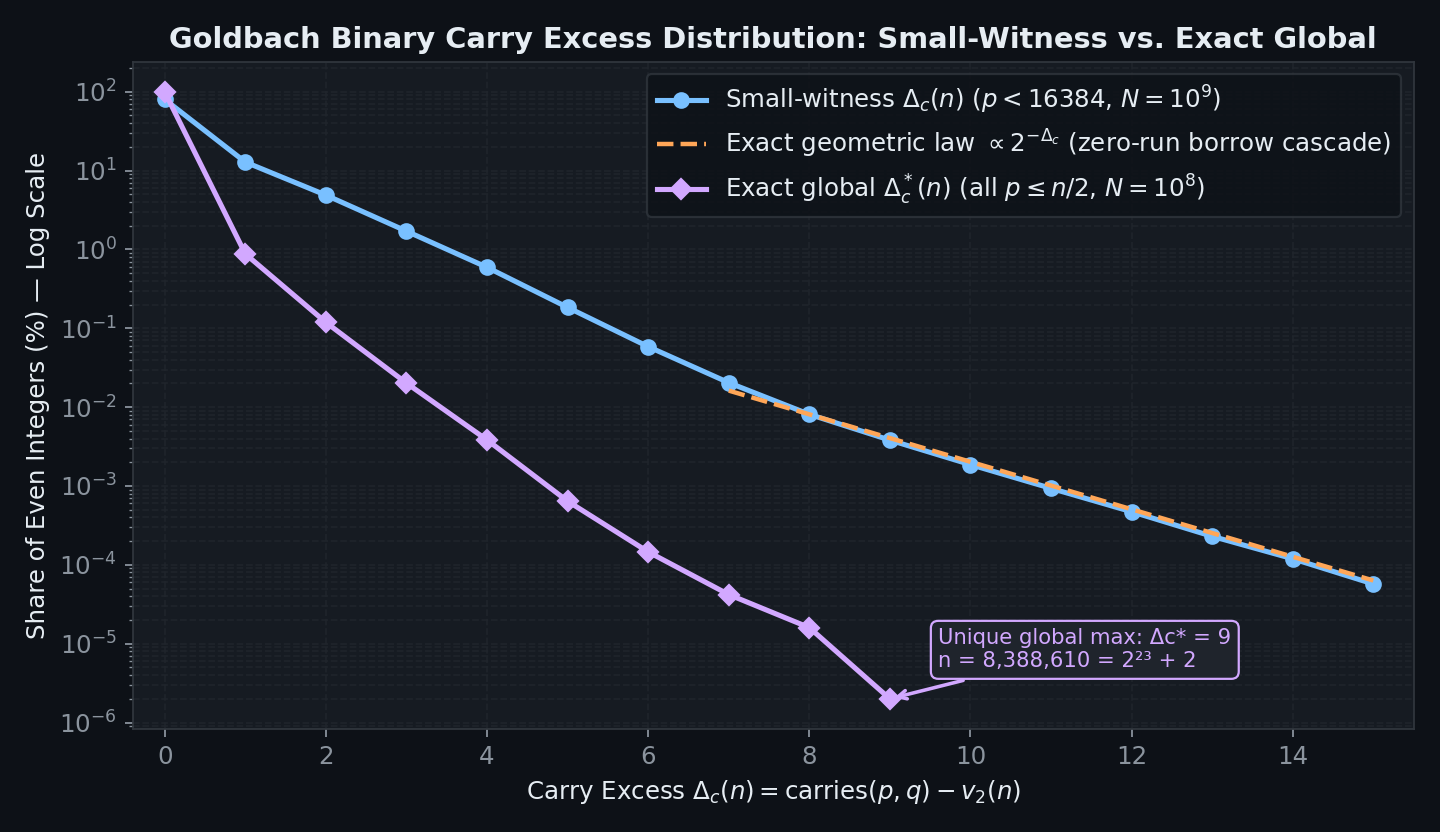 Goldbach Binary Carry Excess Distribution: Small-Witness vs. Exact Global
Small-witness Δc(n) (p < 16384, N = 10⁹)
Exact geometric law ∝ 2^−Δc (zero-run borrow cascade)
Exact global Δc*(n) (all p ≤ n/2, N = 10⁸)
Share of Even Integers (%) — Log Scale
10²
10¹
10⁰
10⁻¹
10⁻²
10⁻³
10⁻⁴
10⁻⁵
10⁻⁶
Unique global max: Δc* = 9
n = 8,388,610 = 2²³ + 2
0 2 4 6 8 10 12 14
Carry Excess Δc(n) = carries(p, q) − v₂(n)